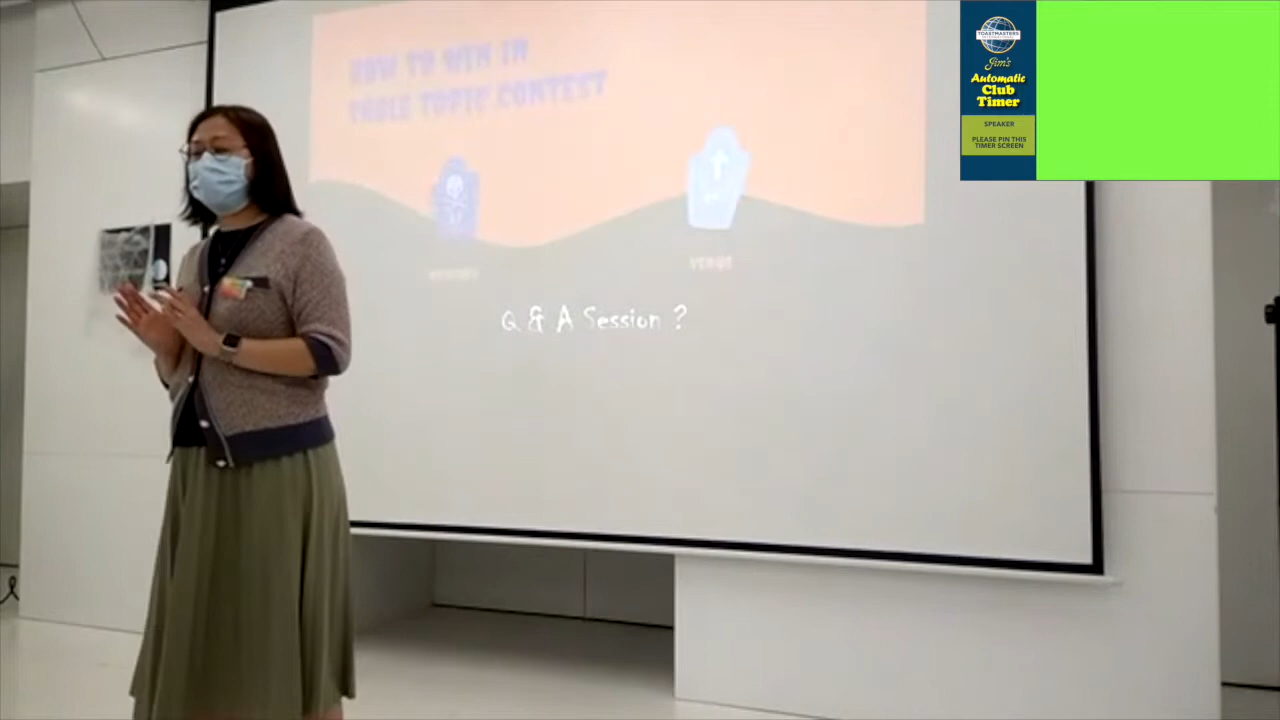 HOW TO WIN IN
TABLE TOPIC CONTEST
Q & A Session ?
TOASTMASTERS
INTERNATIONAL
Jim's
Automatic
Club
Timer
SPEAKER
PLEASE PIN THIS
TIMER SCREEN